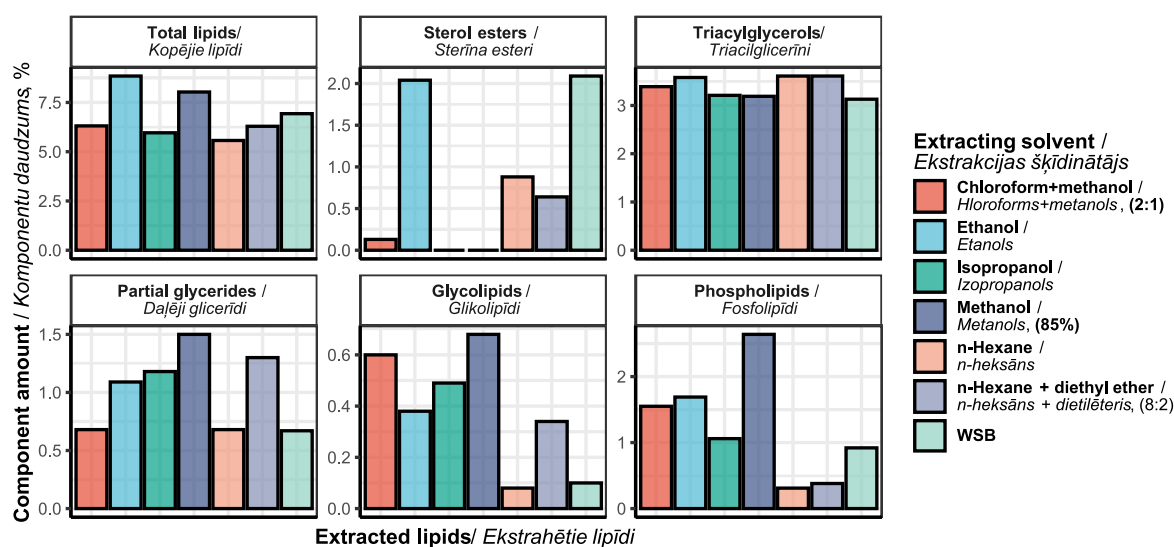 Total lipids/
Kopējie lipīdi
Sterol esters /
Sterīna esteri
Triacylglycerols/
Triacilglicerīni
7.5
5.0
2.5
0.0
2.0
1.5
1.0
0.5
0.0
3
2
1
0
Partial glycerides /
Daļēji glicerīdi
Glycolipids /
Glikolipīdi
Phospholipids /
Fosfolipīdi
1.5
1.0
0.5
0.0
0.6
0.4
0.2
0.0
2
1
0
Component amount / Komponentu daudzums, %
Extracted lipids/ Ekstrahētie lipīdi
Extracting solvent /
Ekstrakcijas šķīdinātājs
Chloroform+methanol /
Hloroforms+metanols, (2:1)
Ethanol /
Etanols
Isopropanol /
Izopropanols
Methanol /
Metanols, (85%)
n-Hexane /
n-heksāns
n-Hexane + diethyl ether /
n-heksāns + dietilēteris, (8:2)
WSB